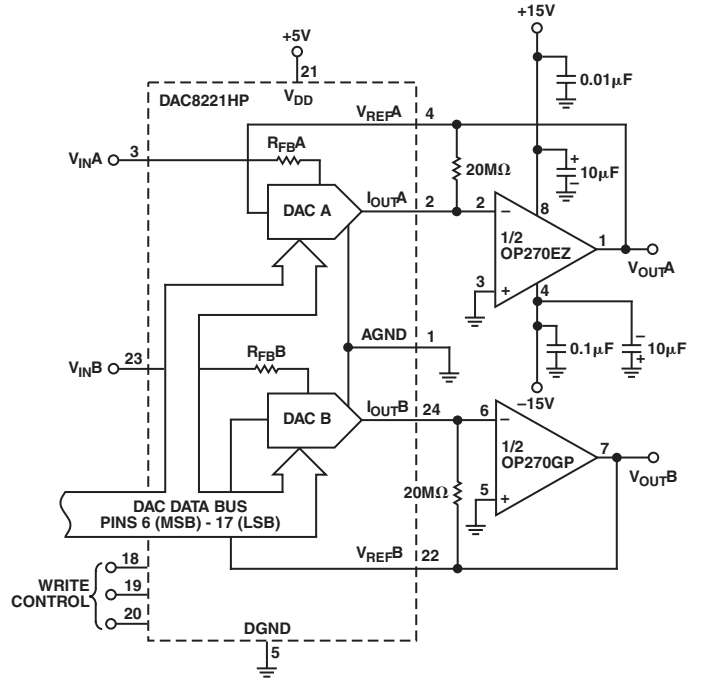 +15V
+5V
21
0.01µF
DAC8221HP
VDD
VREFA 4
3
RFBA
VINA
20MΩ
+
10µF
–
IOUTA
2
2
–
8
DAC A
1/2
OP270EZ
1
VOUTA
3
+
4
AGND
1
23
RFBB
VINB
0.1µF
–
10µF
+
–15V
IOUTB
24
6
–
DAC B
1/2
OP270GP
7
VOUTB
20MΩ
5
+
DAC DATA BUS
PINS 6 (MSB) - 17 (LSB)
VREFB
22
18
WRITE
CONTROL
19
20
DGND
5